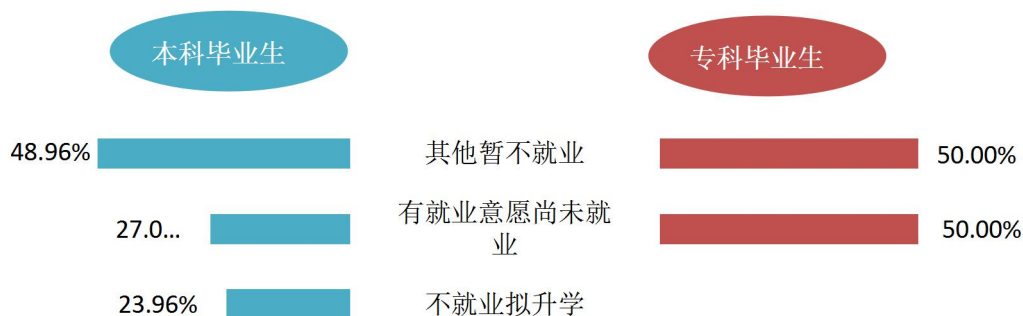 本科毕业生 专科毕业生
48.96% 其他暂不就业 50.00%
27.0... 有就业意愿尚未就
业 50.00%
23.96% 不就业拟升学